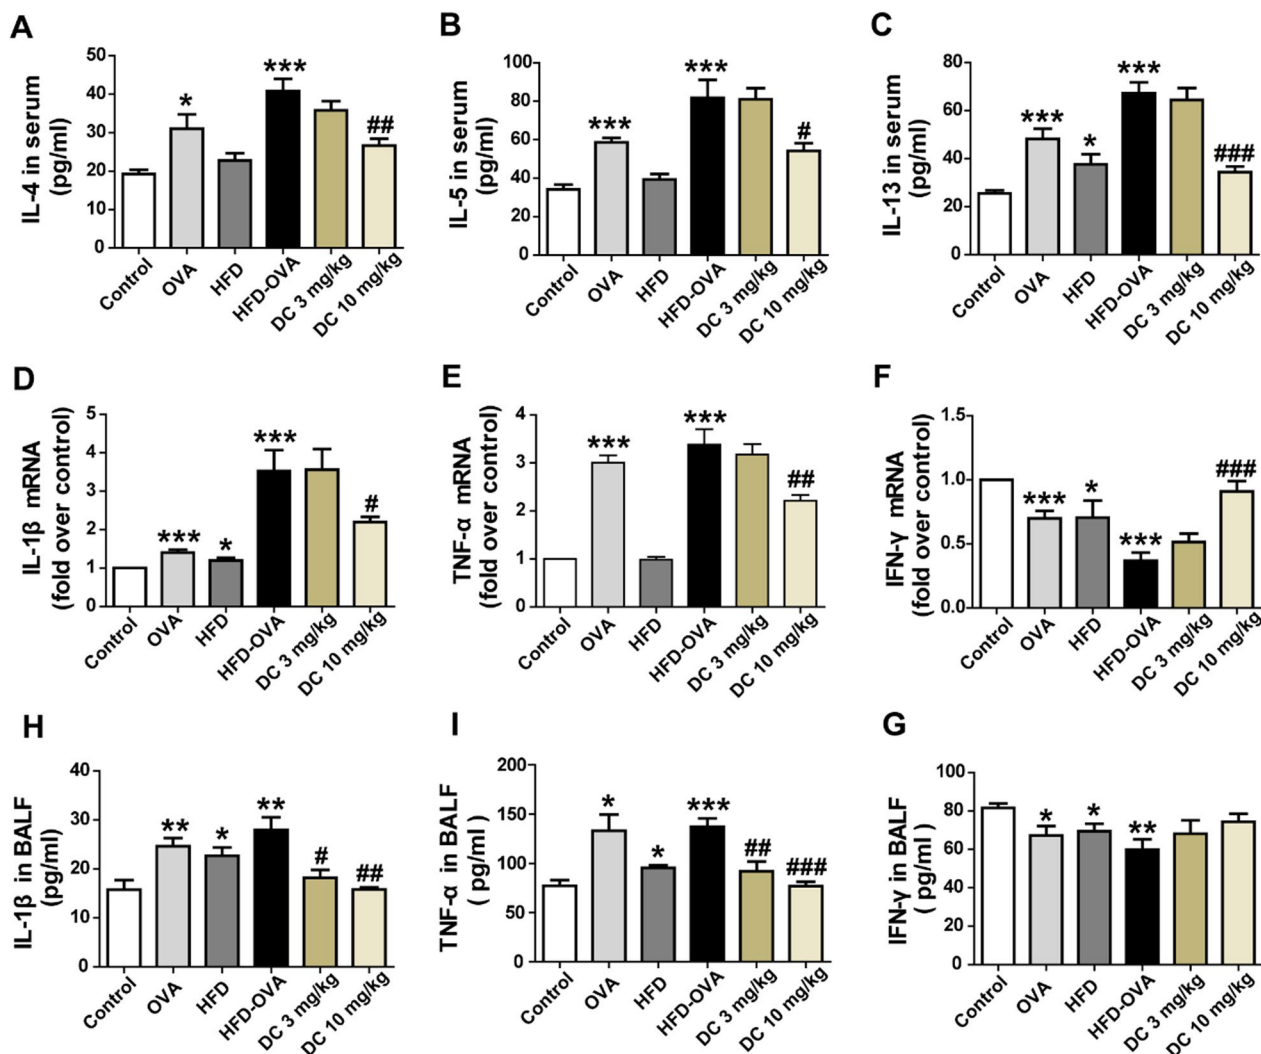 A
IL-4 in serum
(pg/ml)
50
40
30
20
10
0
*
***
##
Control
OVA
HFD
HFD-OVA
DC 3 mg/kg
DC 10 mg/kg
B
IL-5 in serum
(pg/ml)
100
80
60
40
20
0
***
***
#
Control
OVA
HFD
HFD-OVA
DC 3 mg/kg
DC 10 mg/kg
C
IL-13 in serum
(pg/ml)
80
60
40
20
0
***
*
***
###
Control
OVA
HFD
HFD-OVA
DC 3 mg/kg
DC 10 mg/kg
D
IL-1β mRNA
(fold over control)
5
4
3
2
1
0
***
*
***
#
Control
OVA
HFD
HFD-OVA
DC 3 mg/kg
DC 10 mg/kg
E
TNF-α mRNA
(fold over control)
4
3
2
1
0
***
***
##
Control
OVA
HFD
HFD-OVA
DC 3 mg/kg
DC 10 mg/kg
F
IFN-γ mRNA
(fold over control)
1.5
1.0
0.5
0.0
***
*
***
###
Control
OVA
HFD
HFD-OVA
DC 3 mg/kg
DC 10 mg/kg
H
IL-1β in BALF
(pg/ml)
40
30
20
10
0
**
*
**
#
##
Control
OVA
HFD
HFD-OVA
DC 3 mg/kg
DC 10 mg/kg
I
TNF-α in BALF
( pg/ml)
200
150
100
50
0
*
*
***
##
###
Control
OVA
HFD
HFD-OVA
DC 3 mg/kg
DC 10 mg/kg
G
IFN-γ in BALF
( pg/ml )
100
80
60
40
20
0
*
*
**
Control
OVA
HFD
HFD-OVA
DC 3 mg/kg
DC 10 mg/kg